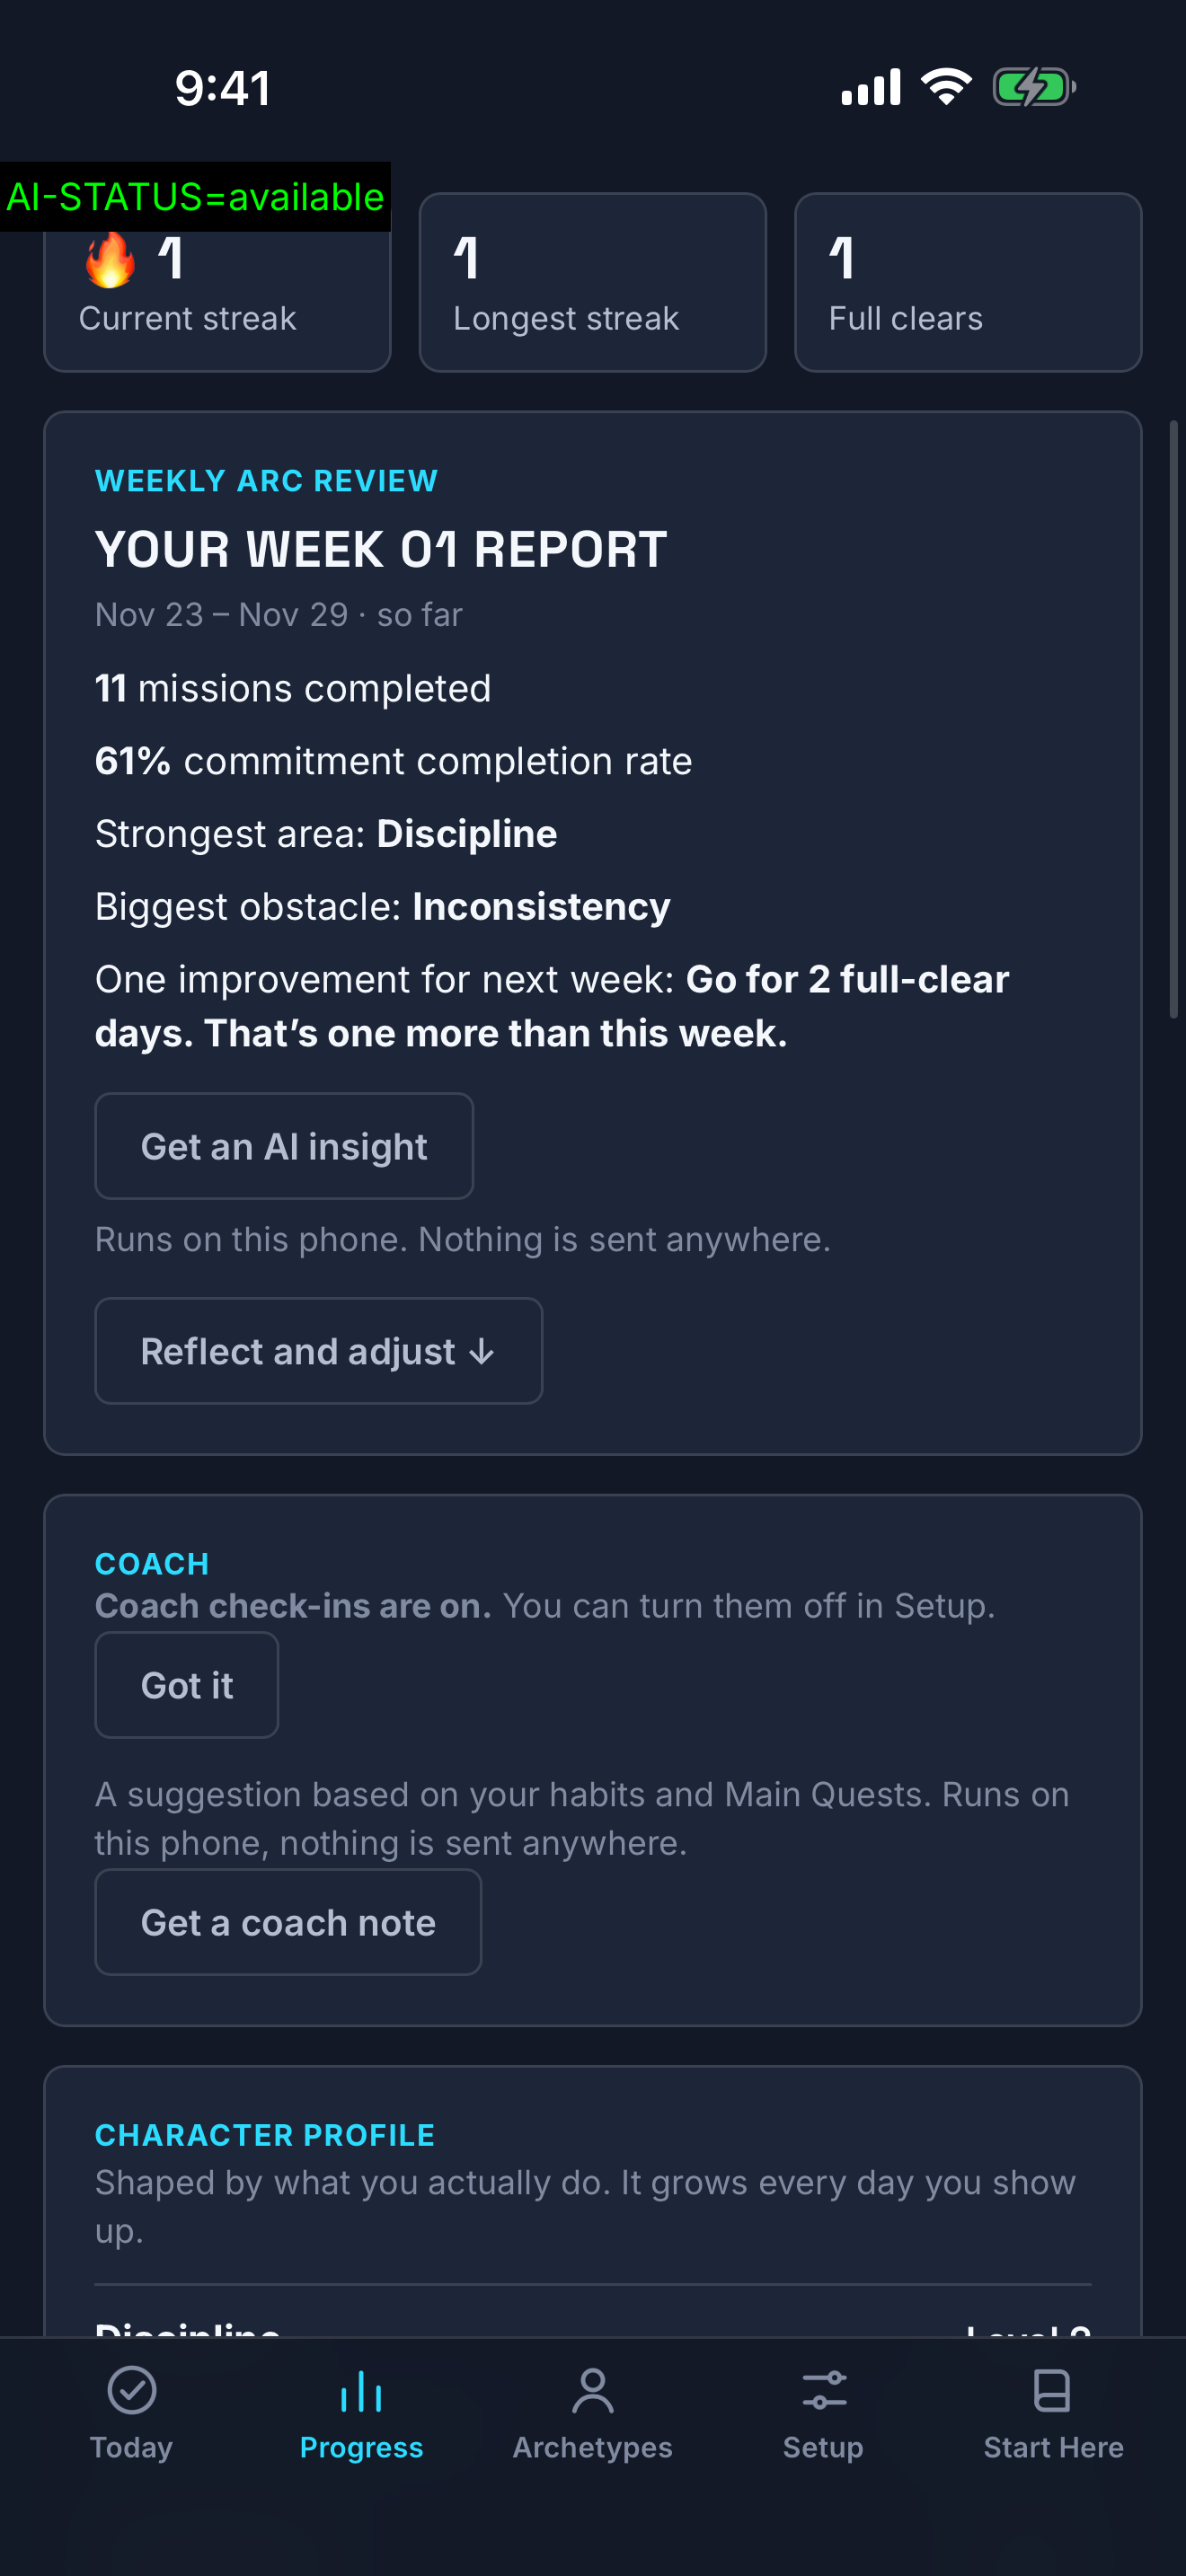 9:41
AI-STATUS=available
🔥 1
Current streak
1
Longest streak
1
Full clears
WEEKLY ARC REVIEW
YOUR WEEK 01 REPORT
Nov 23 – Nov 29 · so far
11 missions completed
61% commitment completion rate
Strongest area: Discipline
Biggest obstacle: Inconsistency
One improvement for next week: Go for 2 full-clear
days. That’s one more than this week.
Get an AI insight
Runs on this phone. Nothing is sent anywhere.
Reflect and adjust ↓
COACH
Coach check-ins are on. You can turn them off in Setup.
Got it
A suggestion based on your habits and Main Quests. Runs on
this phone, nothing is sent anywhere.
Get a coach note
CHARACTER PROFILE
Shaped by what you actually do. It grows every day you show
up.
Discipline
Level
Today
Progress
Archetypes
Setup
Start Here